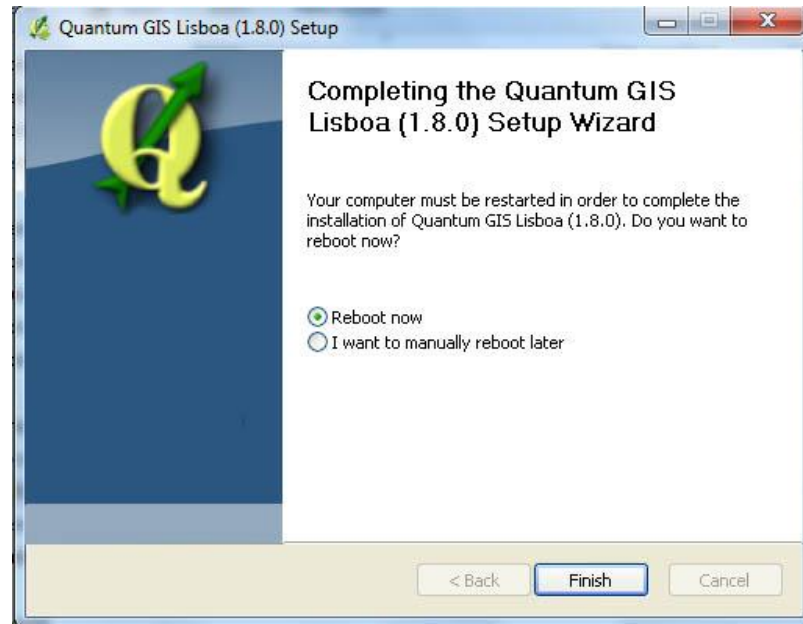 Quantum GIS Lisboa (1.8.0) Setup
Completing the Quantum GIS
Lisboa (1.8.0) Setup Wizard
Your computer must be restarted in order to complete the
installation of Quantum GIS Lisboa (1.8.0). Do you want to
reboot now?
Reboot now
I want to manually reboot later
< Back Finish Cancel